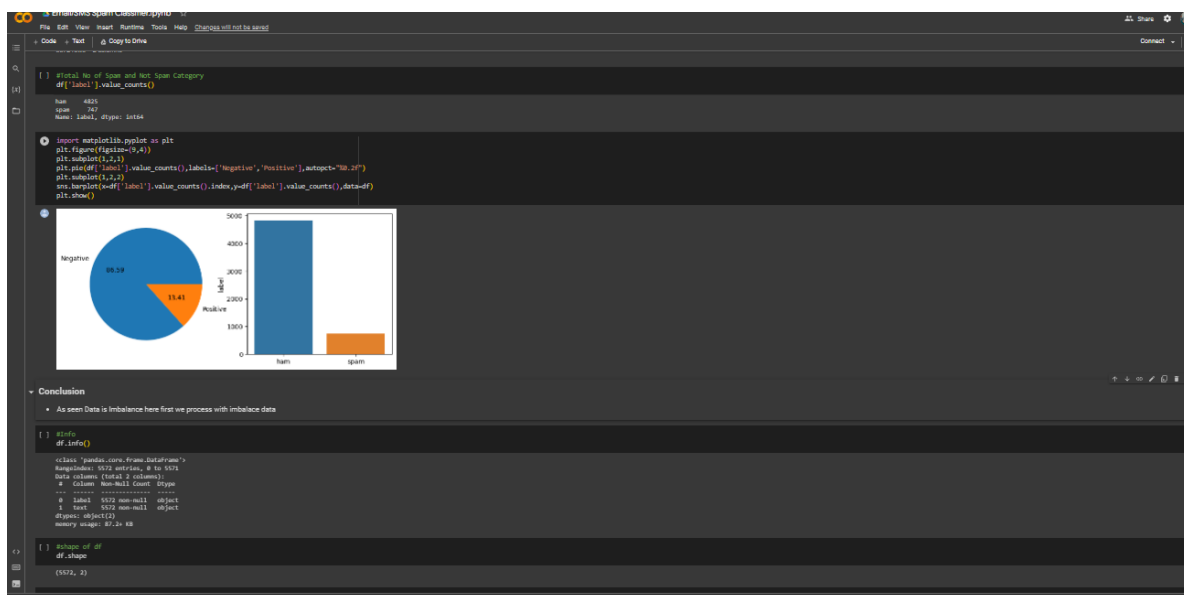 Email/SMS Spam Classifier.ipynb
File Edit View Insert Runtime Tools Help Changes will not be saved
Share
+ Code + Text Copy to Drive
Connect
[ ] #Total No of Spam and Not Spam Category
df['label'].value_counts()
ham 4825
spam 747
Name: label, dtype: int64
import matplotlib.pyplot as plt
plt.figure(figsize=(9,4))
plt.subplot(1,2,1)
plt.pie(df['label'].value_counts(),labels=['Negative','Positive'],autopct="%0.2f")
plt.subplot(1,2,2)
sns.barplot(x=df['label'].value_counts().index,y=df['label'].value_counts(),data=df)
plt.show()
Negative
86.59
13.41
Positive
5000
4000
3000
2000
1000
0
label
ham spam
Conclusion
• As seen Data is Imbalance here first we process with imbalace data
[ ] #Info
df.info()
<class 'pandas.core.frame.DataFrame'>
RangeIndex: 5572 entries, 0 to 5571
Data columns (total 2 columns):
# Column Non-Null Count Dtype
--- ------ -------------- -----
0 label 5572 non-null object
1 text 5572 non-null object
dtypes: object(2)
memory usage: 87.2+ KB
[ ] #shape of df
df.shape
(5572, 2)